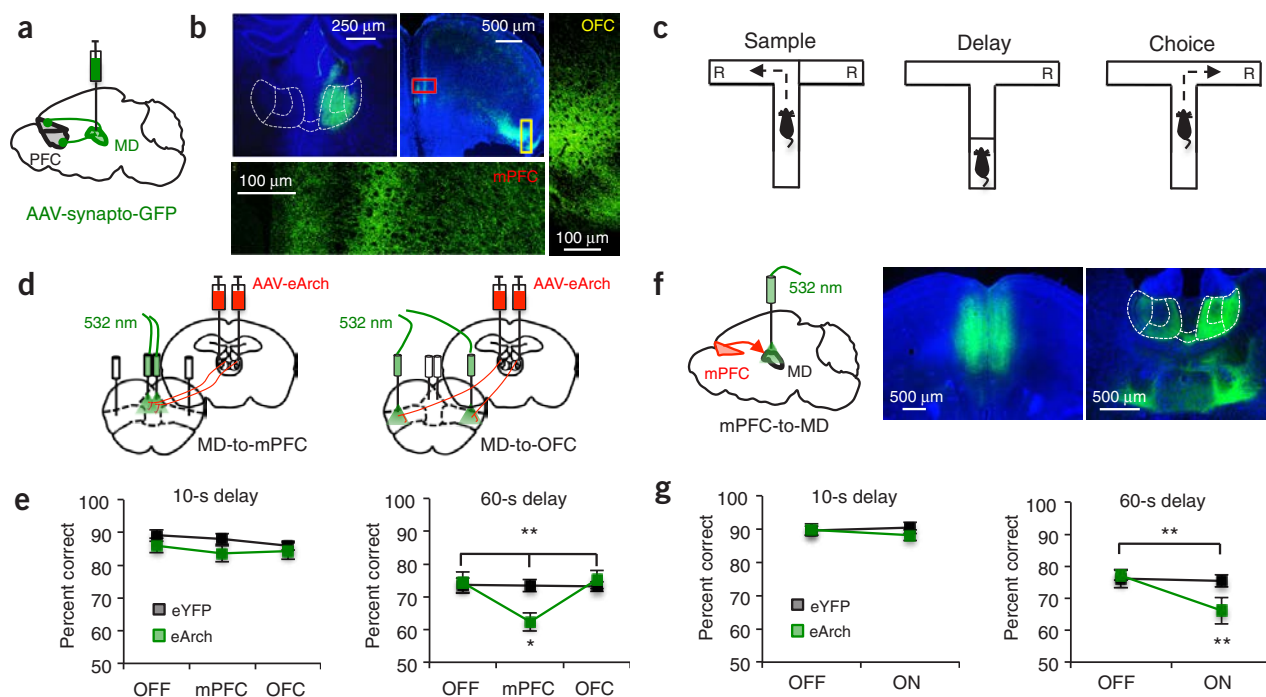 a
PFC
MD
AAV-synapto-GFP
b
250 μm
500 μm
OFC
100 μm
mPFC
100 μm
c
Sample
Delay
Choice
R
R
R
R
d
AAV-eArch
532 nm
MD-to-mPFC
AAV-eArch
532 nm
MD-to-OFC
f
532 nm
mPFC
MD
mPFC-to-MD
500 μm
500 μm
e
10-s delay
Percent correct
100
90
80
70
60
50
eYFP
eArch
OFF mPFC OFC
60-s delay
Percent correct
100
90
80
70
60
50
**
*
OFF mPFC OFC
g
10-s delay
Percent correct
100
90
80
70
60
50
eYFP
eArch
OFF ON
60-s delay
Percent correct
100
90
80
70
60
50
**
**
OFF ON